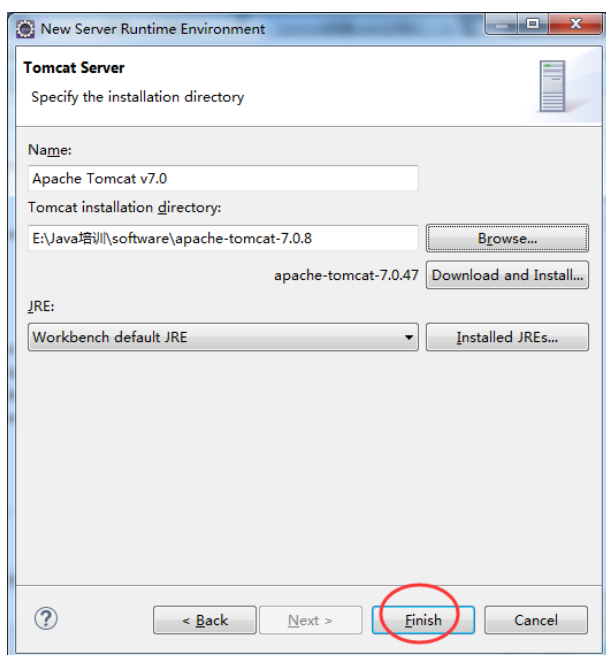 New Server Runtime Environment
Tomcat Server
Specify the installation directory
Name:
Apache Tomcat v7.0
Tomcat installation directory:
E:\Java培训\software\apache-tomcat-7.0.8
Browse...
apache-tomcat-7.0.47
Download and Install...
JRE:
Workbench default JRE
Installed JREs...
?
< Back
Next >
Finish
Cancel